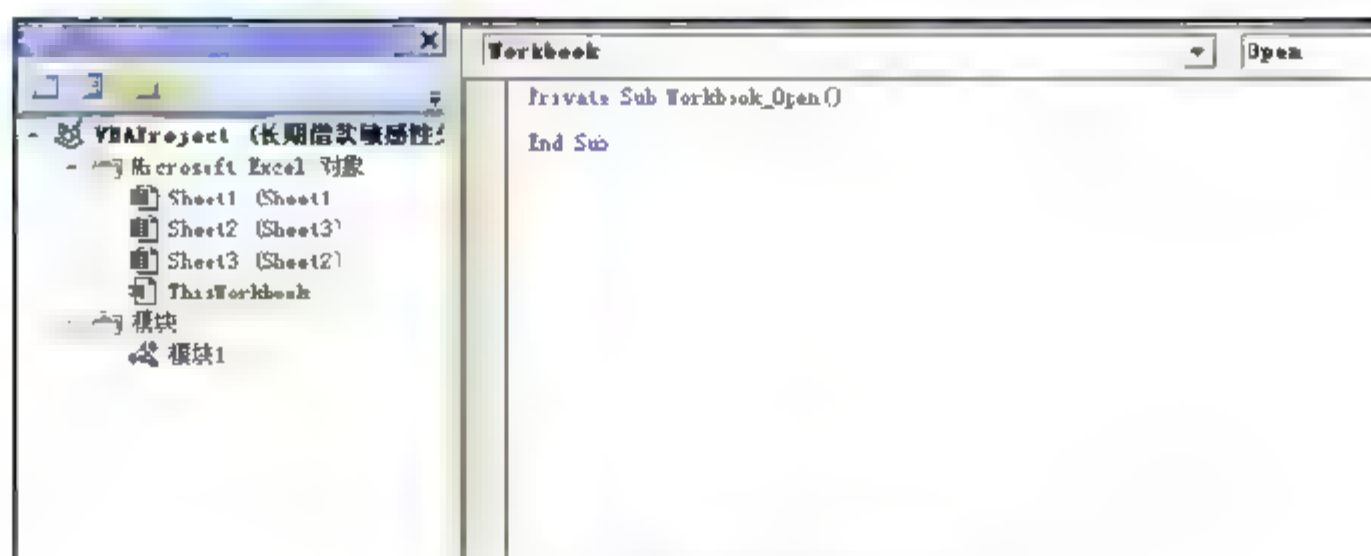 Workbook
Open
Private Sub Workbook_Open()
End Sub
VBAProject (长期借款敏感性
Microsoft Excel 对象
Sheet1 (Sheet1
Sheet2 (Sheet3)
Sheet3 (Sheet2)
ThisWorkbook
模块
模块1